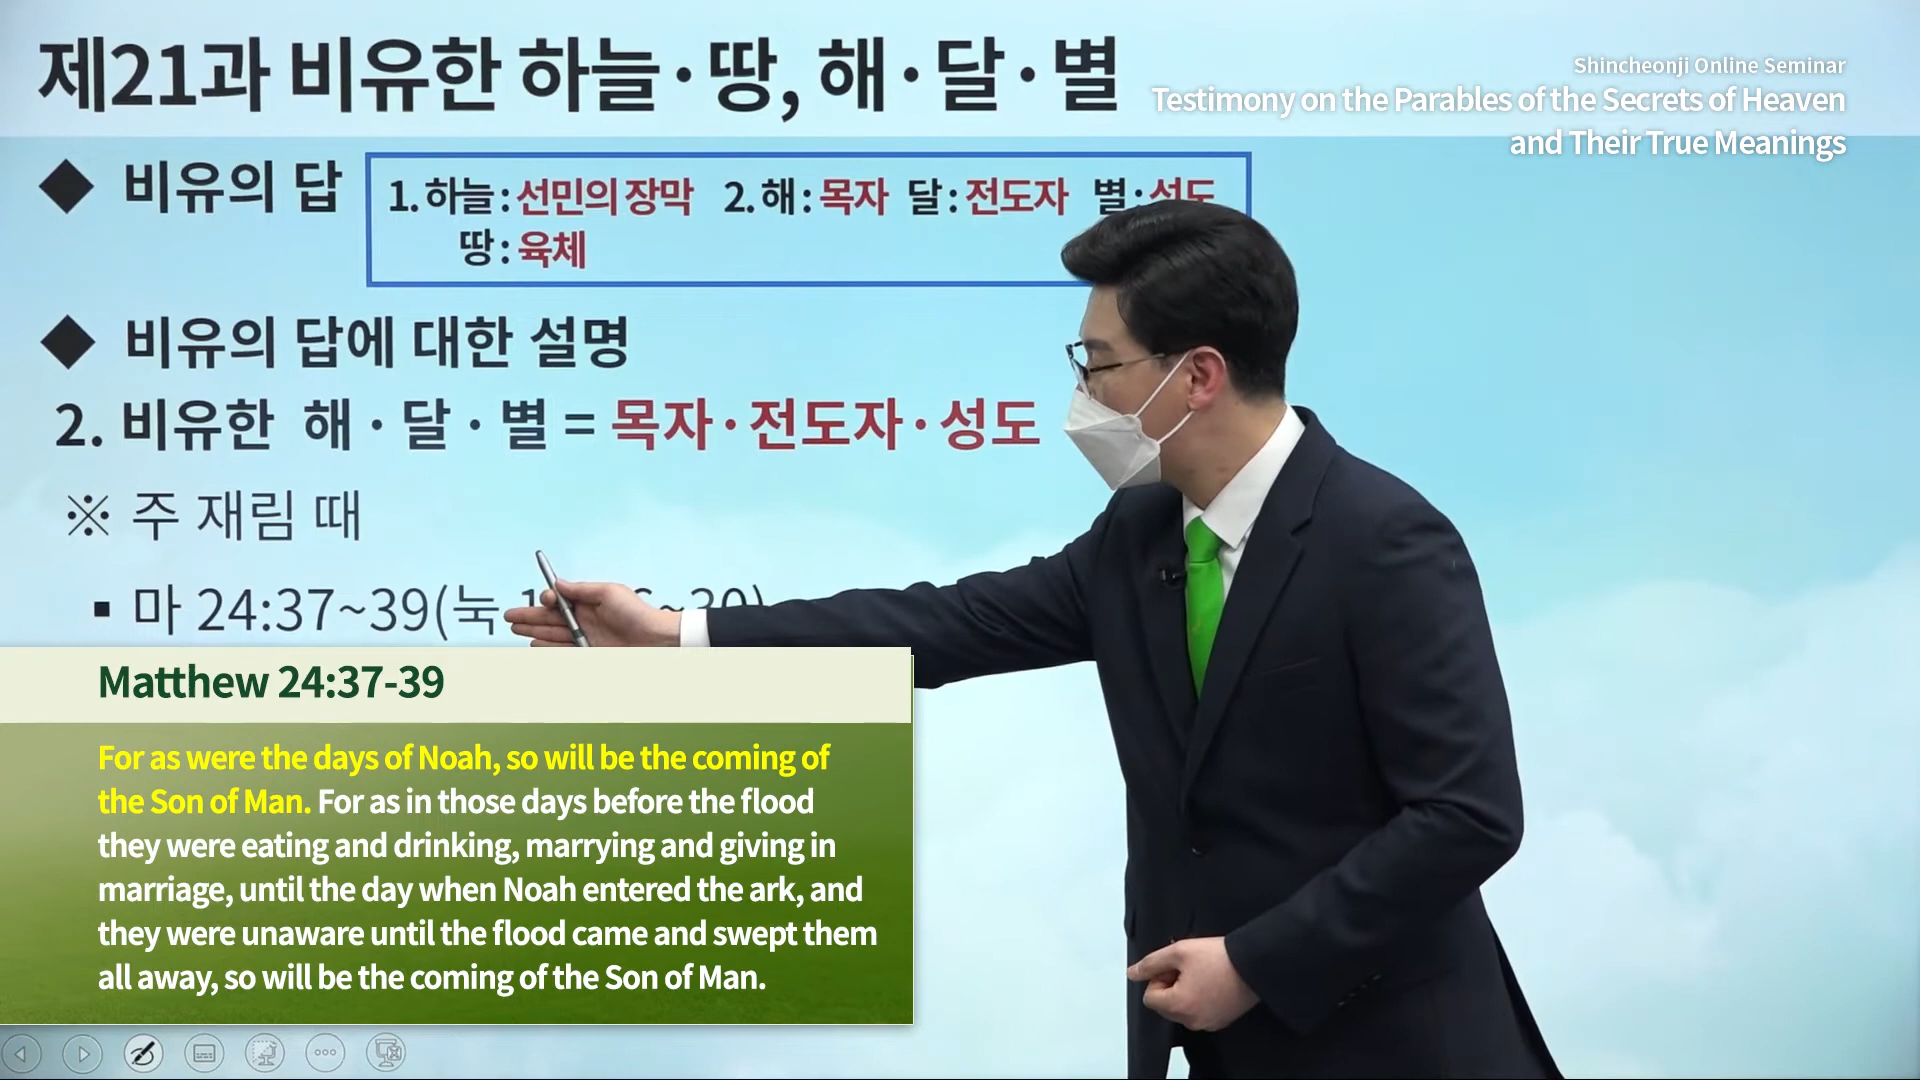 제21과 비유한 하늘·땅, 해·달·별
Shincheonji Online Seminar
Testimony on the Parables of the Secrets of Heaven
and Their True Meanings
◆ 비유의 답
1. 하늘 : 선민의 장막 2. 해 : 목자 달 : 전도자 별 : 성도
땅 : 육체
◆ 비유의 답에 대한 설명
2. 비유한 해 · 달 · 별 = 목자 · 전도자 · 성도
※ 주 재림 때
▪ 마 24:37~39(눅
Matthew 24:37-39
For as were the days of Noah, so will be the coming of
the Son of Man. For as in those days before the flood
they were eating and drinking, marrying and giving in
marriage, until the day when Noah entered the ark, and
they were unaware until the flood came and swept them
all away, so will be the coming of the Son of Man.